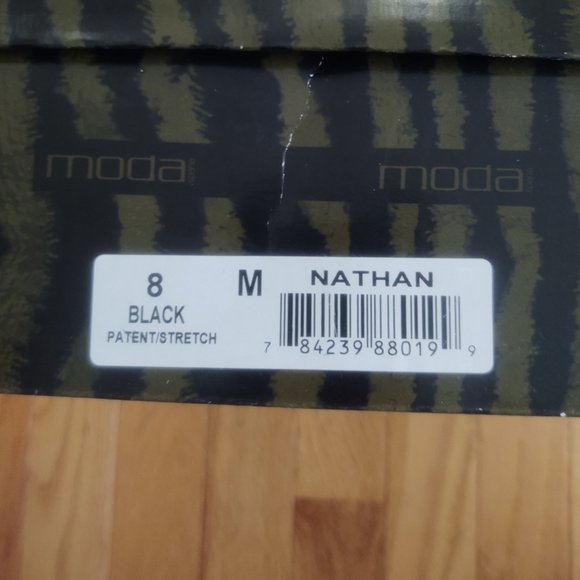 moda moda
8 M NATHAN
BLACK
PATENT/STRETCH
7 84239 88019 9